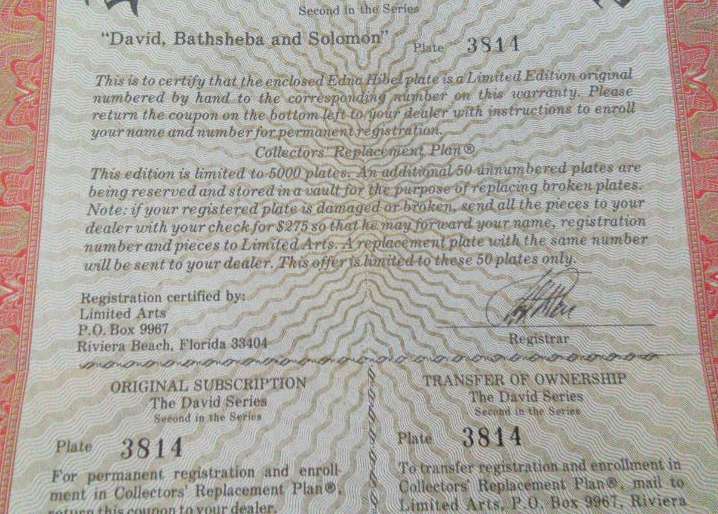 Second in the Series
"David, Bathsheba and Solomon" Plate 3814
This is to certify that the enclosed Edna Hibel plate is a Limited Edition original
numbered by hand to the corresponding number on this warranty. Please
return the coupon on the bottom left to your dealer with instructions to enroll
your name and number for permanent registration.
Collectors' Replacement Plan®
This edition is limited to 5000 plates. An additional 50 unnumbered plates are
being reserved and stored in a vault for the purpose of replacing broken plates.
Note: if your registered plate is damaged or broken, send all the pieces to your
dealer with your check for $275 so that he may forward your name, registration
number and pieces to Limited Arts. A replacement plate with the same number
will be sent to your dealer. This offer is limited to these 50 plates only.
Registration certified by:
Limited Arts
P.O. Box 9967
Riviera Beach, Florida 33404
Registrar
ORIGINAL SUBSCRIPTION
The David Series
Second in the Series
Plate 3814
For permanent registration and enroll-
ment in Collectors' Replacement Plan®,
return this coupon to your dealer.
TRANSFER OF OWNERSHIP
The David Series
Second in the Series
Plate 3814
To transfer registration and enrollment in
Collectors' Replacement Plan®, mail to
Limited Arts, P.O. Box 9967, Riviera